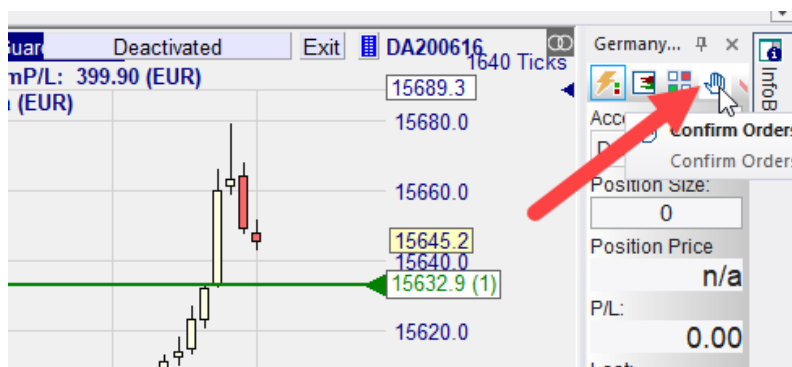 Deactivated
Exit
DA200616
1640 Ticks
mP/L: 399.90 (EUR)
(EUR)
15689.3
15680.0
15660.0
15645.2
15640.0
15632.9 (1)
15620.0
Germany...
Confirm Orders
Confirm Orders
Position Size:
0
Position Price
n/a
P/L:
0.00
InfoB